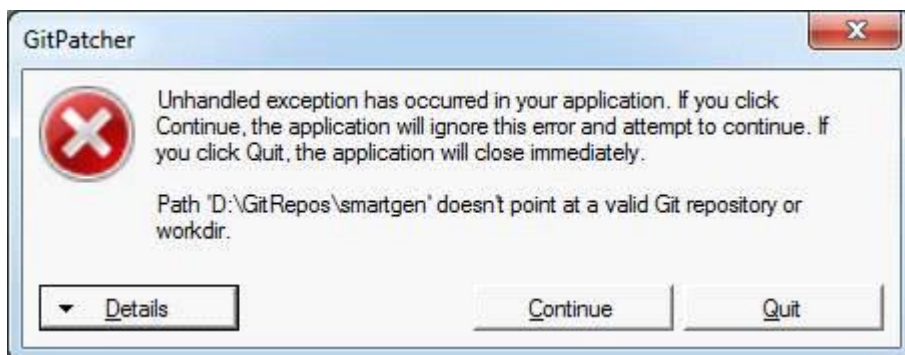 GitPatcher
Unhandled exception has occurred in your application. If you click
Continue, the application will ignore this error and attempt to continue. If
you click Quit, the application will close immediately.
Path 'D:\GitRepos\smartgen' doesn't point at a valid Git repository or
workdir.
Details Continue Quit